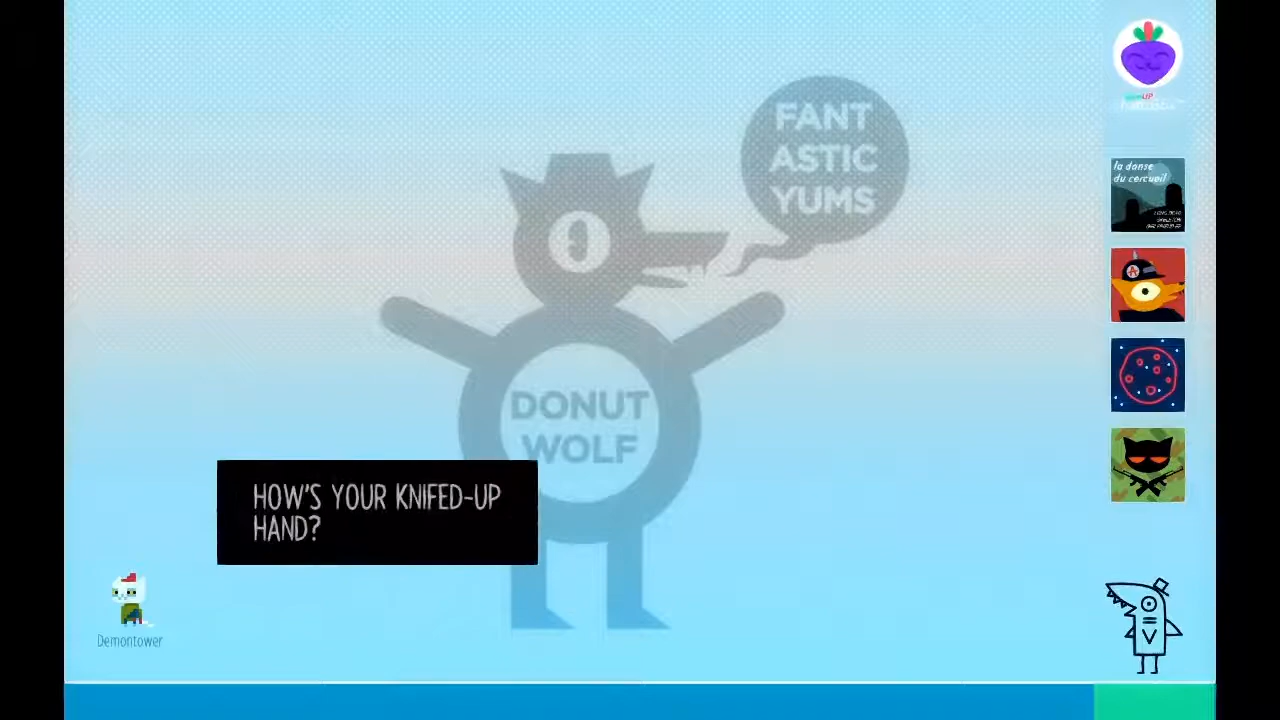 FANT
ASTIC
YUMS
la danse
du cercueil
DONUT
WOLF
HOW'S YOUR KNIFED-UP
HAND?
Demontower